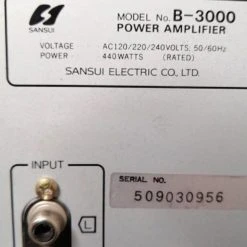 SANSUI
MODEL No. B-3000
POWER AMPLIFIER
VOLTAGE AC120/220/240VOLTS, 50/60Hz
POWER 440WATTS (RATED)
SANSUI ELECTRIC CO., LTD.
INPUT
L
SERIAL NO.
509030956